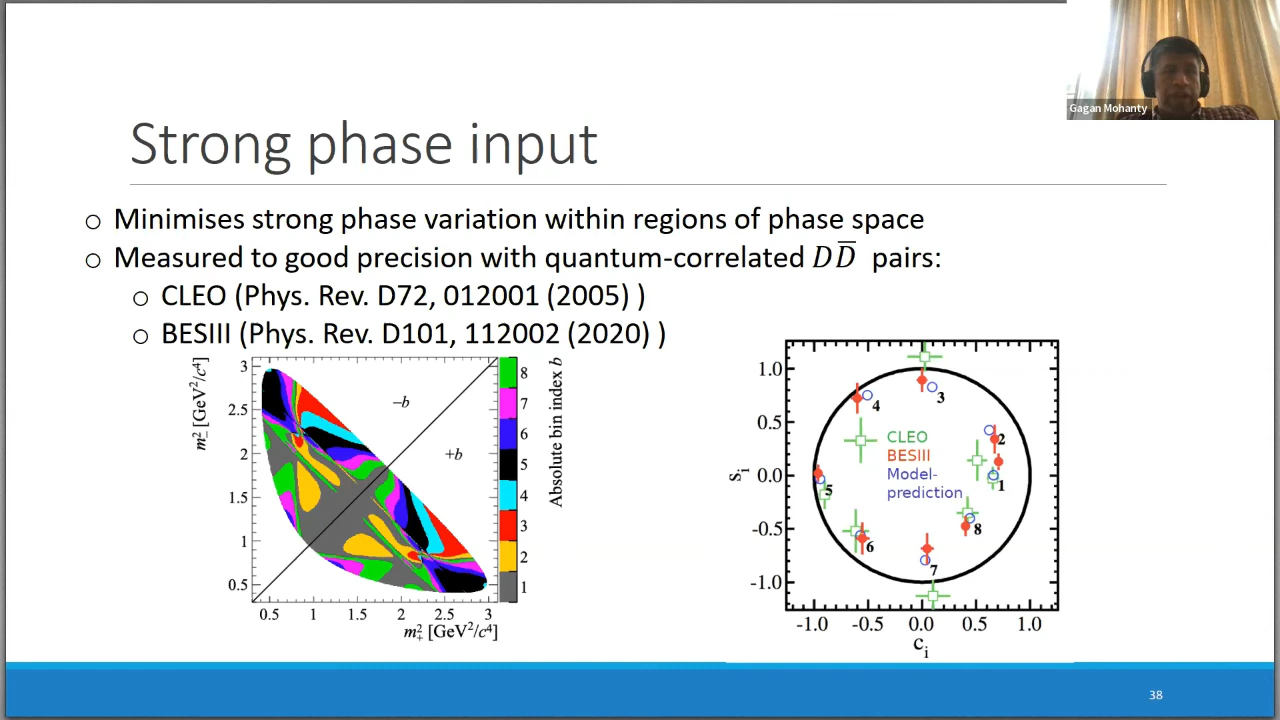 Gagan Mohanty
Strong phase input
o Minimises strong phase variation within regions of phase space
o Measured to good precision with quantum-correlated DD̅ pairs:
o CLEO (Phys. Rev. D72, 012001 (2005) )
o BESIII (Phys. Rev. D101, 112002 (2020) )
m²₋ [GeV²/c⁴]
3
2.5
2
1.5
1
0.5
0.5 1 1.5 2 2.5 3
m²₊ [GeV²/c⁴]
−b
+b
8
7
6
5
4
3
2
1
Absolute bin index b
sᵢ
1.0
0.5
0.0
-0.5
-1.0
-1.0 -0.5 0.0 0.5 1.0
cᵢ
CLEO
BESIII
Model-
prediction
4
3
2
1
5
6
8
7
38